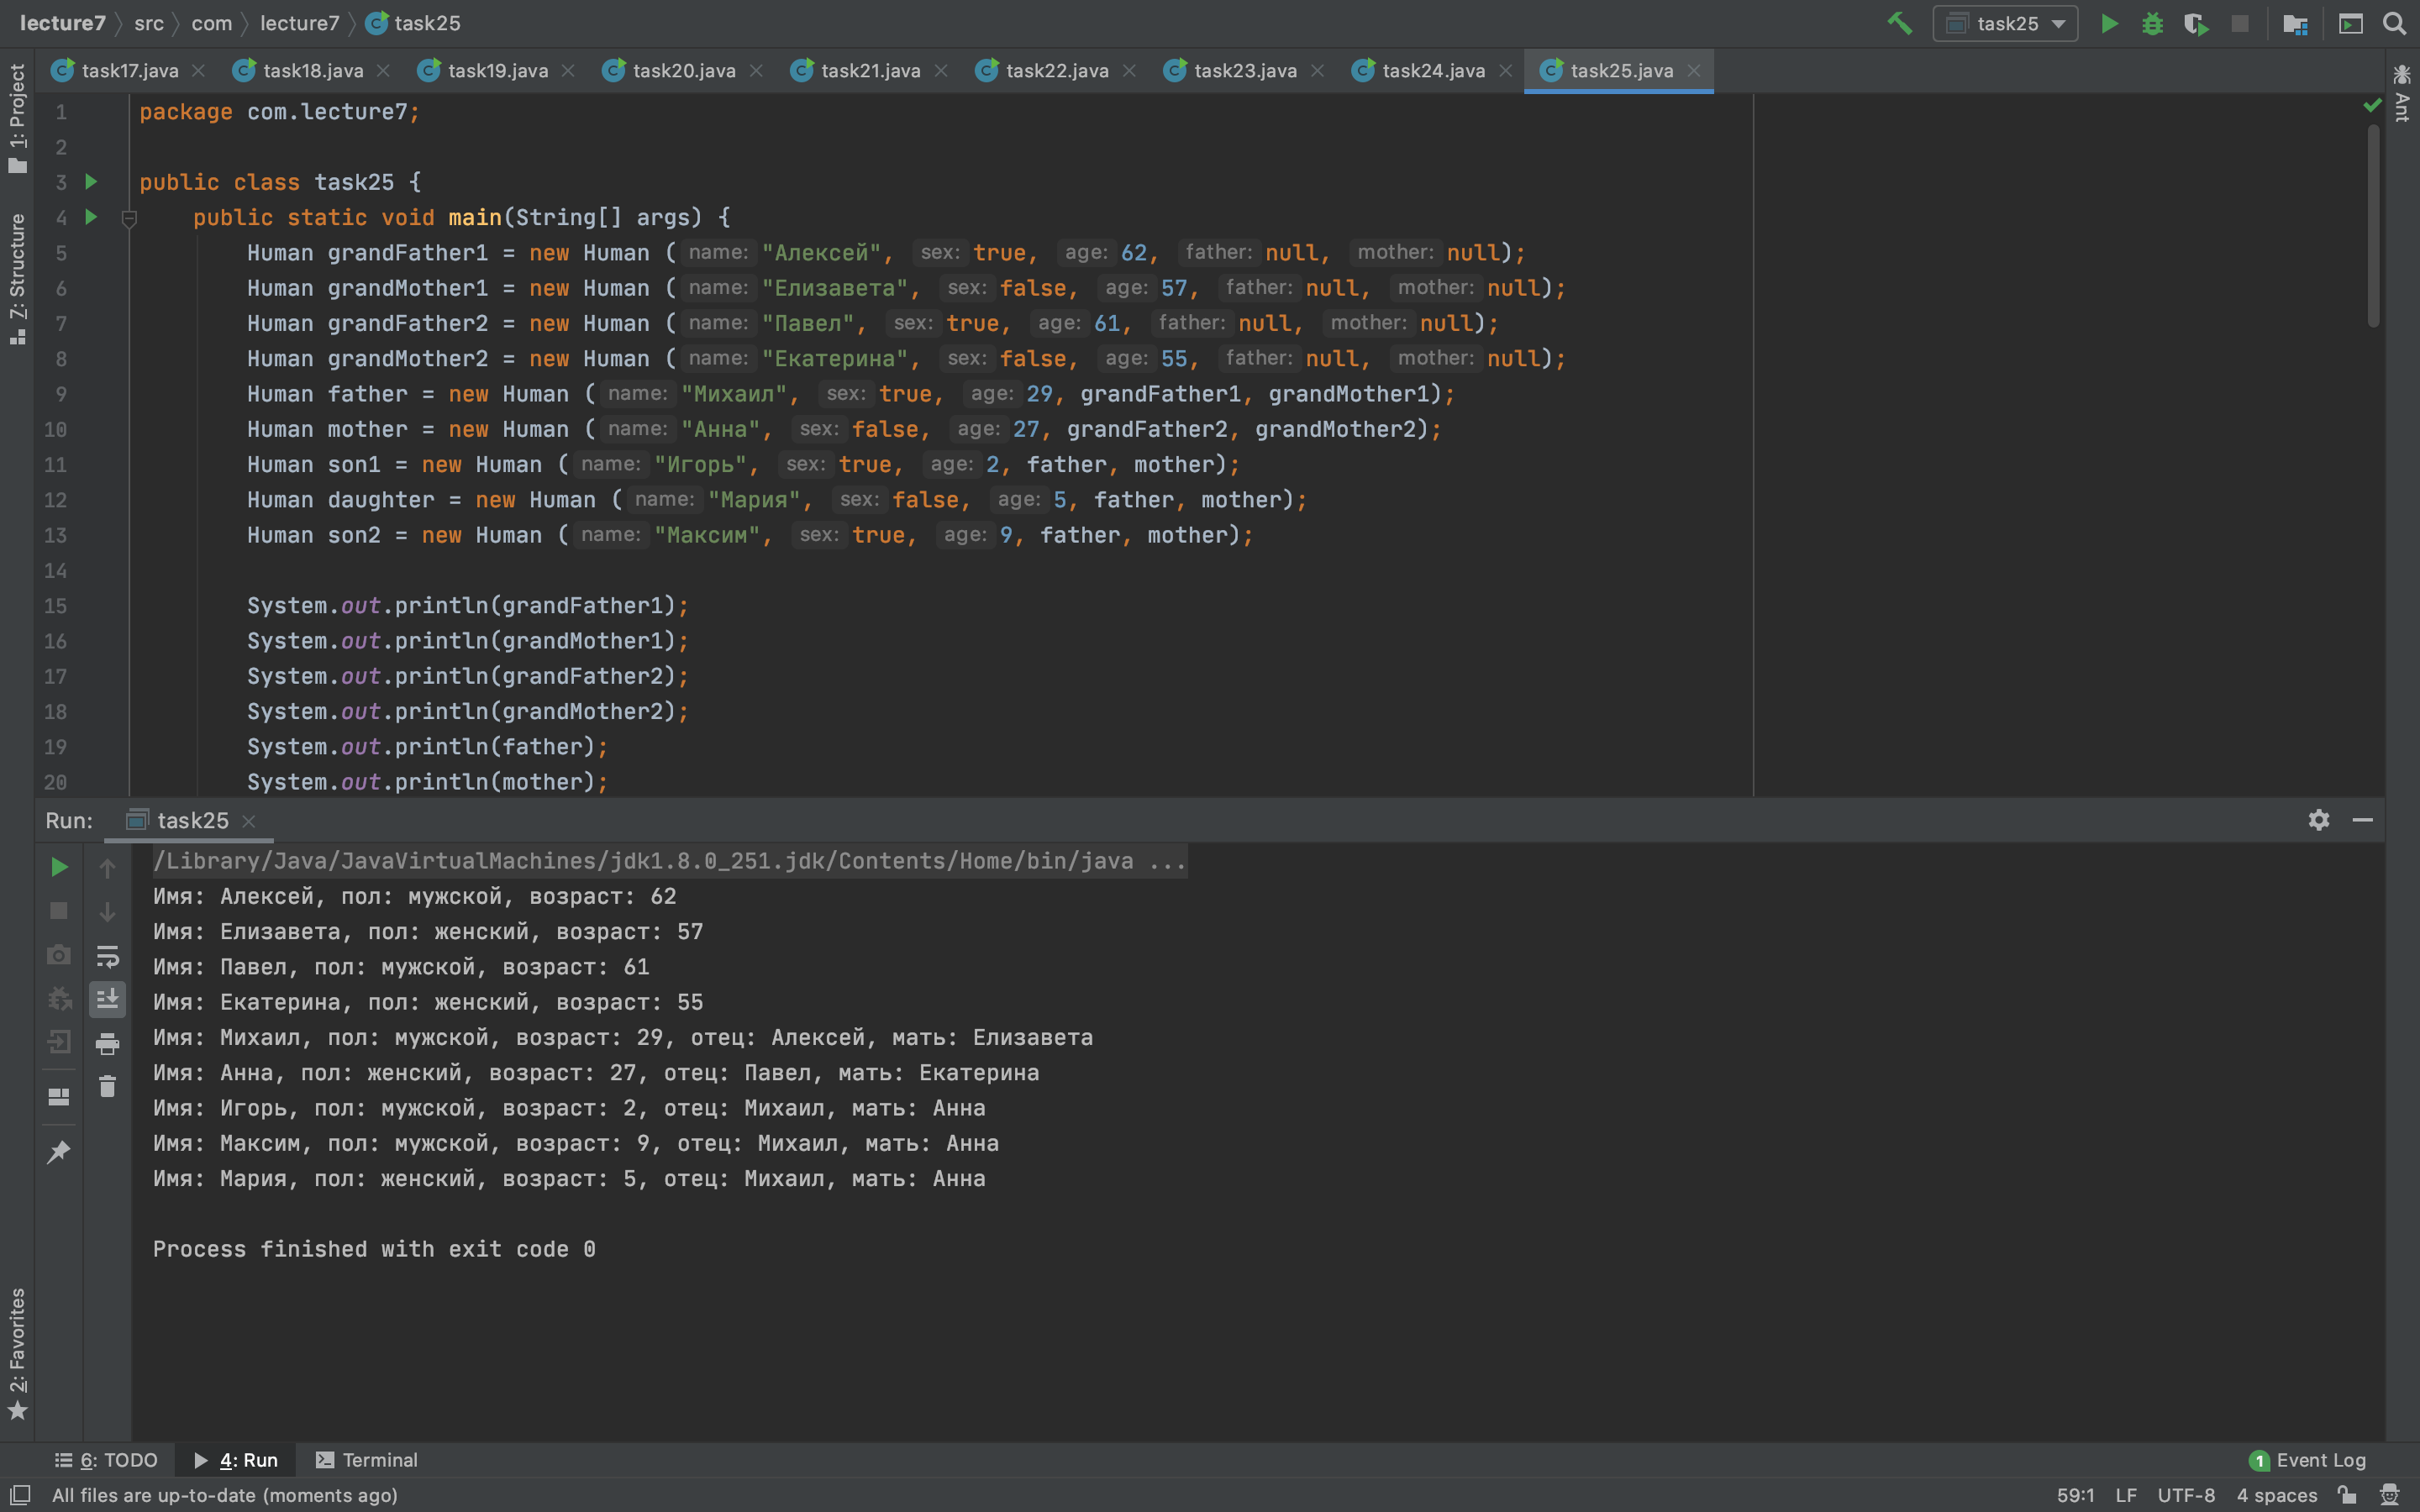 lecture7 〉 src 〉 com 〉 lecture7 〉 task25
task25
task17.java task18.java task19.java task20.java task21.java task22.java task23.java task24.java task25.java
1: Project
7: Structure
2: Favorites
Ant
1 package com.lecture7;
2
3 public class task25 {
4 public static void main(String[] args) {
5 Human grandFather1 = new Human ( name: "Алексей", sex: true, age: 62, father: null, mother: null);
6 Human grandMother1 = new Human ( name: "Елизавета", sex: false, age: 57, father: null, mother: null);
7 Human grandFather2 = new Human ( name: "Павел", sex: true, age: 61, father: null, mother: null);
8 Human grandMother2 = new Human ( name: "Екатерина", sex: false, age: 55, father: null, mother: null);
9 Human father = new Human ( name: "Михаил", sex: true, age: 29, grandFather1, grandMother1);
10 Human mother = new Human ( name: "Анна", sex: false, age: 27, grandFather2, grandMother2);
11 Human son1 = new Human ( name: "Игорь", sex: true, age: 2, father, mother);
12 Human daughter = new Human ( name: "Мария", sex: false, age: 5, father, mother);
13 Human son2 = new Human ( name: "Максим", sex: true, age: 9, father, mother);
14
15 System.out.println(grandFather1);
16 System.out.println(grandMother1);
17 System.out.println(grandFather2);
18 System.out.println(grandMother2);
19 System.out.println(father);
20 System.out.println(mother);
Run: task25
/Library/Java/JavaVirtualMachines/jdk1.8.0_251.jdk/Contents/Home/bin/java ...
Имя: Алексей, пол: мужской, возраст: 62
Имя: Елизавета, пол: женский, возраст: 57
Имя: Павел, пол: мужской, возраст: 61
Имя: Екатерина, пол: женский, возраст: 55
Имя: Михаил, пол: мужской, возраст: 29, отец: Алексей, мать: Елизавета
Имя: Анна, пол: женский, возраст: 27, отец: Павел, мать: Екатерина
Имя: Игорь, пол: мужской, возраст: 2, отец: Михаил, мать: Анна
Имя: Максим, пол: мужской, возраст: 9, отец: Михаил, мать: Анна
Имя: Мария, пол: женский, возраст: 5, отец: Михаил, мать: Анна
Process finished with exit code 0
6: TODO 4: Run Terminal 1 Event Log
All files are up-to-date (moments ago) 59:1 LF UTF-8 4 spaces